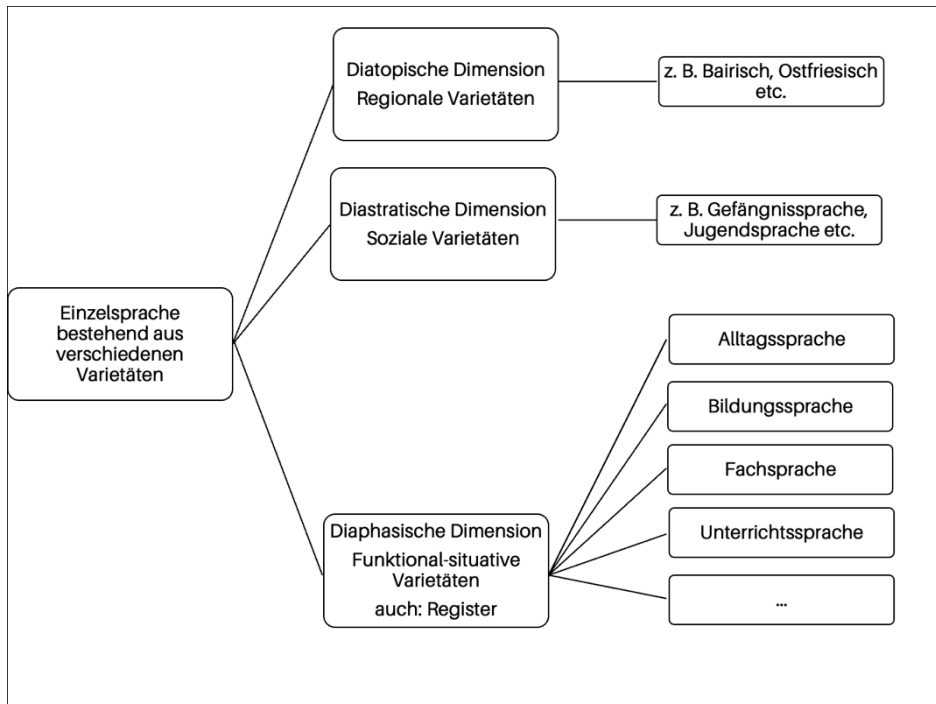 Diatopische Dimension
Regionale Varietäten
z. B. Bairisch, Ostfriesisch
etc.
Diastratische Dimension
Soziale Varietäten
z. B. Gefängnissprache,
Jugendsprache etc.
Einzelsprache
bestehend aus
verschiedenen
Varietäten
Diaphasische Dimension
Funktional-situative
Varietäten
auch: Register
Alltagssprache
Bildungssprache
Fachsprache
Unterrichtssprache
...